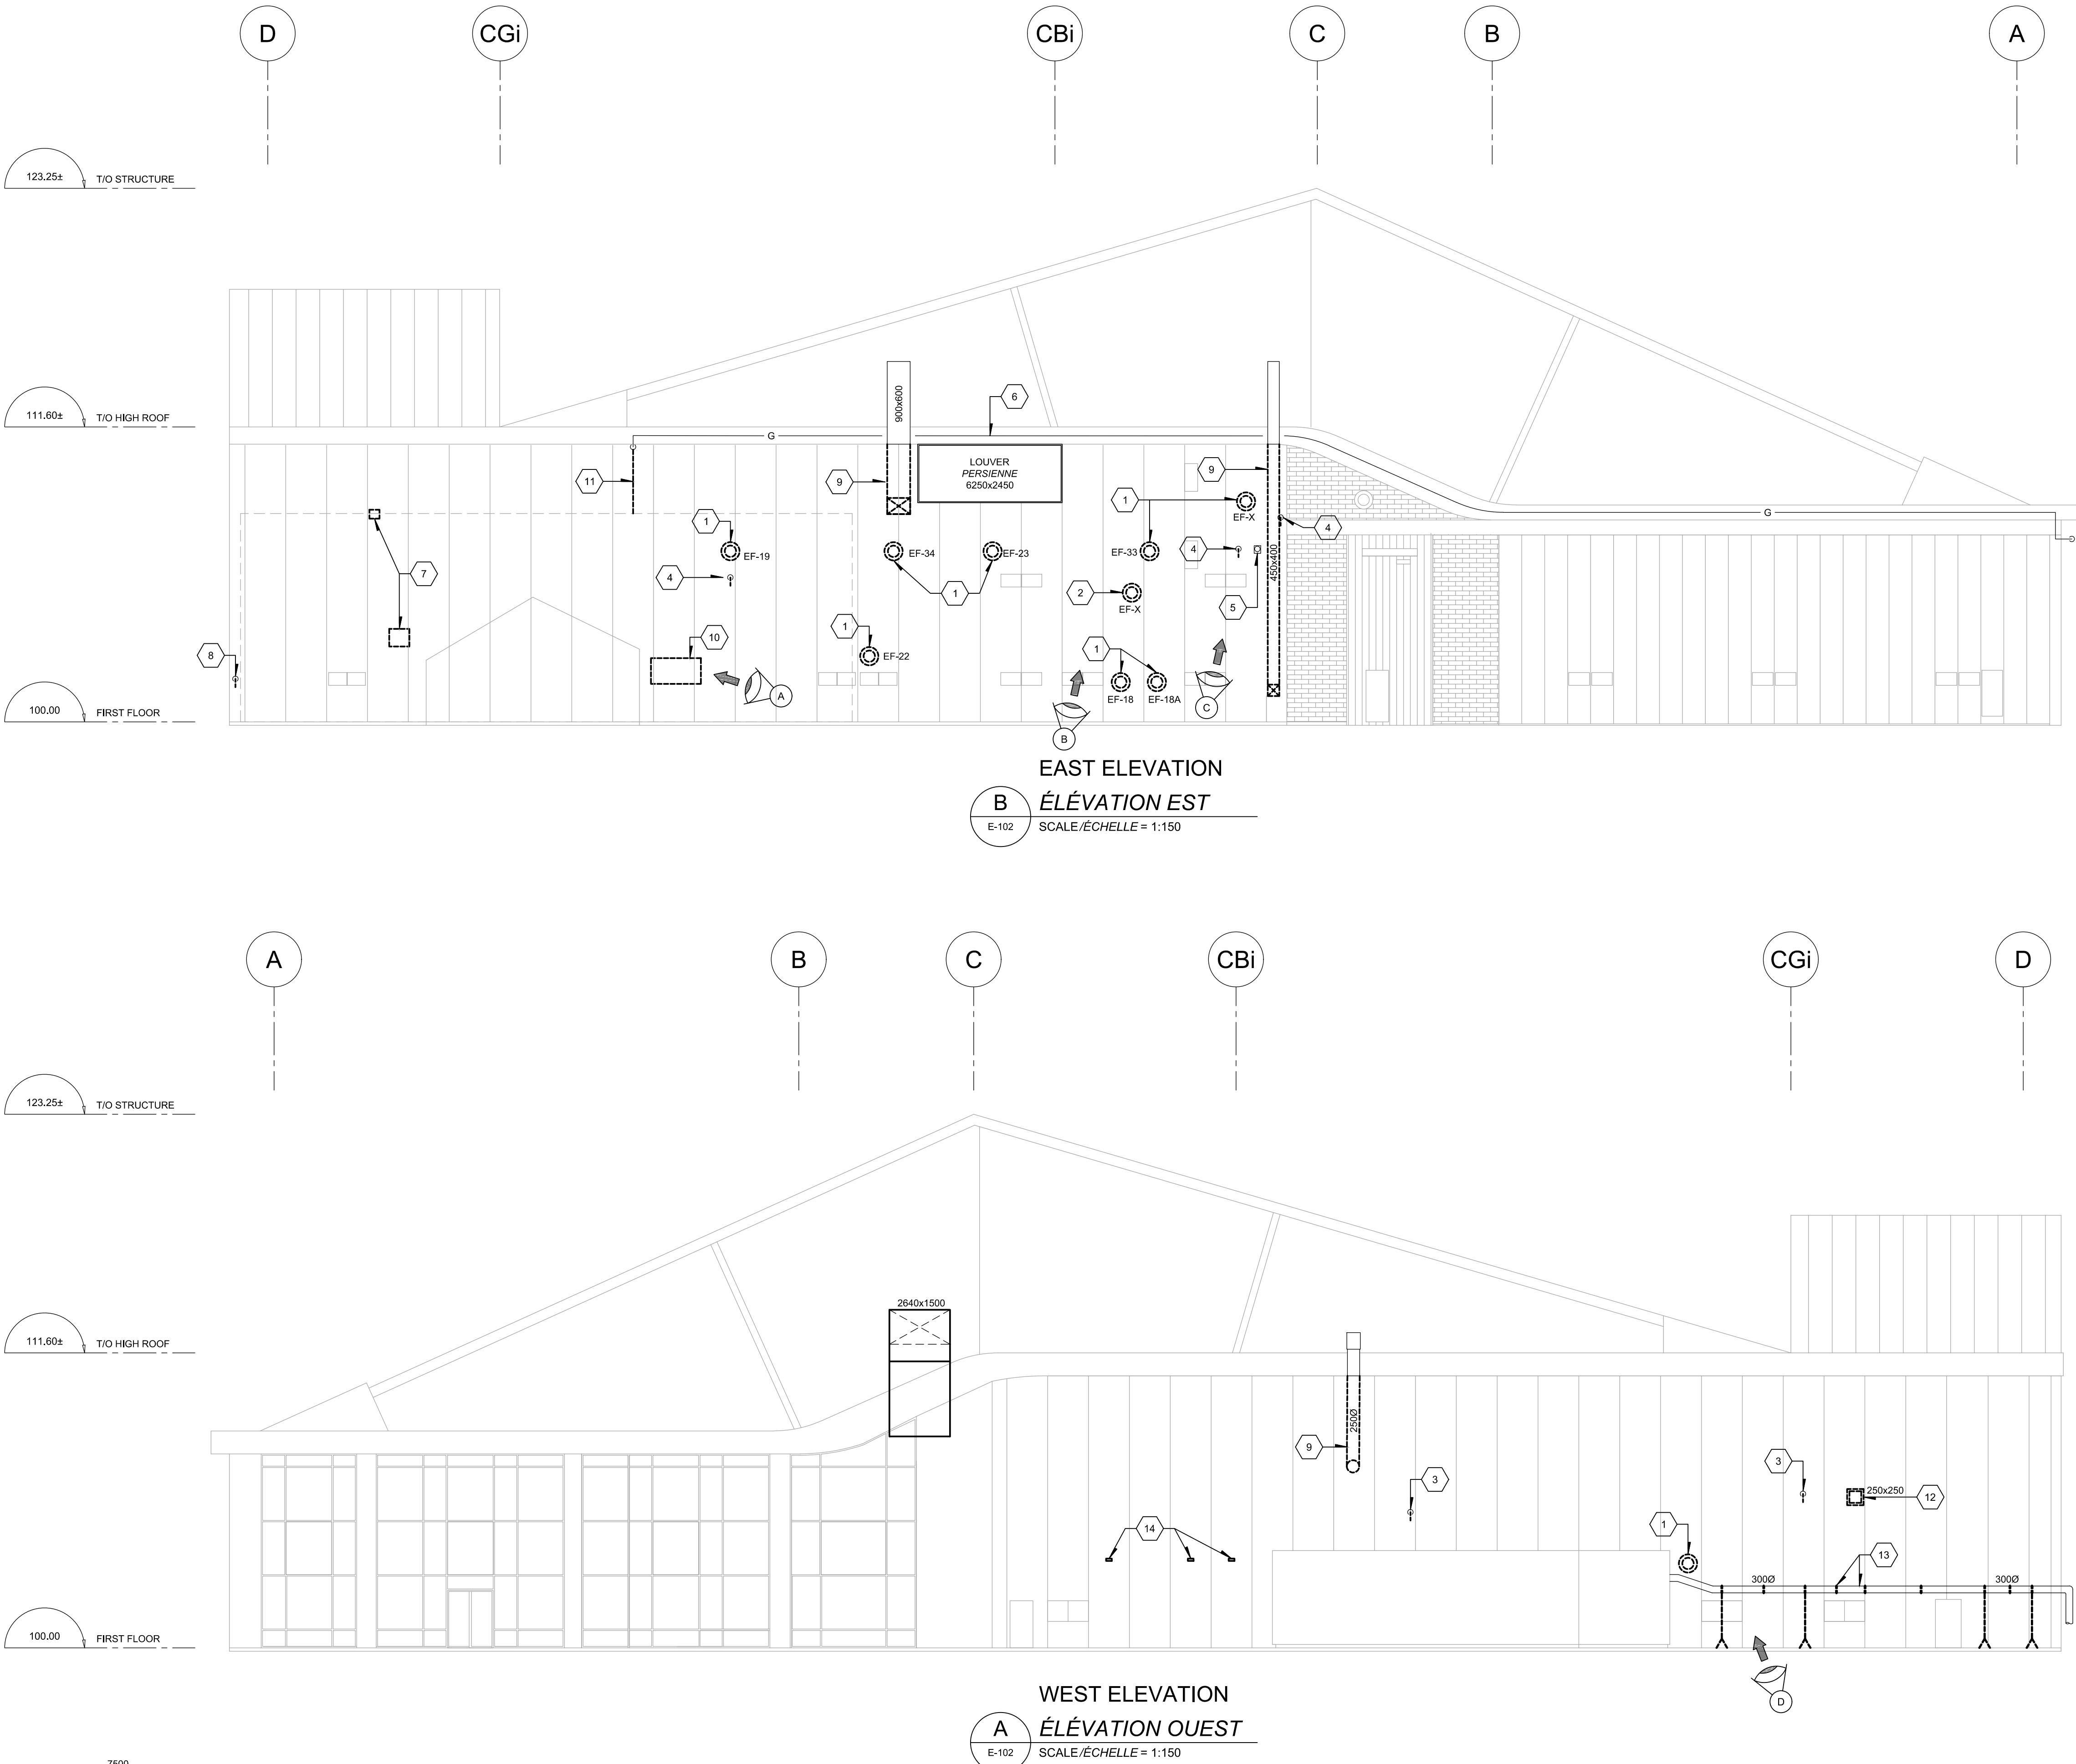 D CGi CBi C B A
123.25± T/O STRUCTURE
6
900x600
111.60± T/O HIGH ROOF
G
LOUVER
PERSIENNE
6250x2450
11
9
9
1
EF-X
G
1
EF-19
EF-34
EF-23
EF-33
4
4
450x400
7
4
1
2
EF-X
5
1
EF-22
10
1
8
A
EF-18
EF-18A
C
100.00 FIRST FLOOR
B
EAST ELEVATION
B
E-102
ÉLÉVATION EST
SCALE/ÉCHELLE = 1:150
A B C CBi CGi D
123.25± T/O STRUCTURE
2640x1500
111.60± T/O HIGH ROOF
250Ø
9
3
3
250x250
12
14
1
13
300Ø
300Ø
100.00 FIRST FLOOR
D
WEST ELEVATION
A
E-102
ÉLÉVATION OUEST
SCALE/ÉCHELLE = 1:150
7500